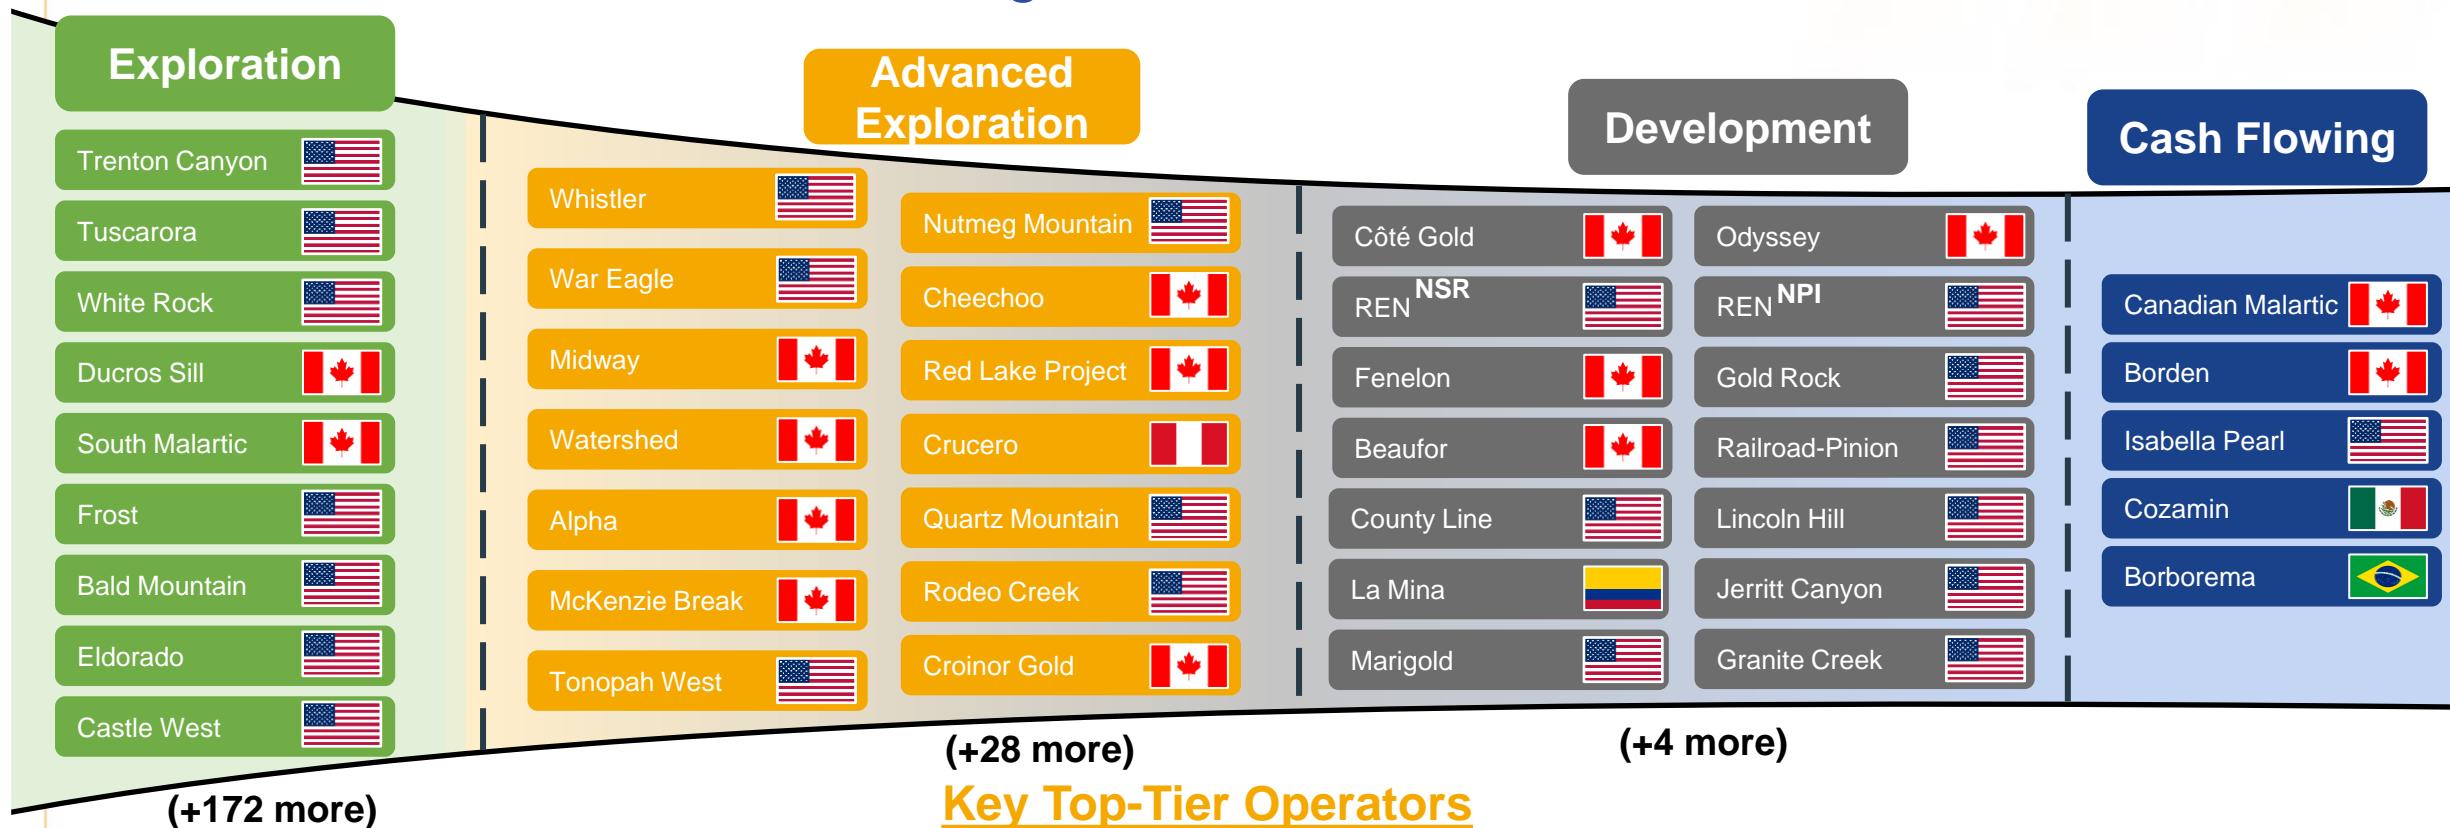 Exploration
Trenton Canyon
Tuscarora
White Rock
Ducros Sill
South Malartic
Frost
Bald Mountain
Eldorado
Castle West
(+172 more)
Advanced
Exploration
Whistler
War Eagle
Midway
Watershed
Alpha
McKenzie Break
Tonopah West
Nutmeg Mountain
Cheechoo
Red Lake Project
Crucero
Quartz Mountain
Rodeo Creek
Croinor Gold
(+28 more)
Development
Côté Gold
REN NSR
Fenelon
Beaufor
County Line
La Mina
Marigold
Odyssey
REN NPI
Gold Rock
Railroad-Pinion
Lincoln Hill
Jerritt Canyon
Granite Creek
(+4 more)
Cash Flowing
Canadian Malartic
Borden
Isabella Pearl
Cozamin
Borborema
Key Top-Tier Operators